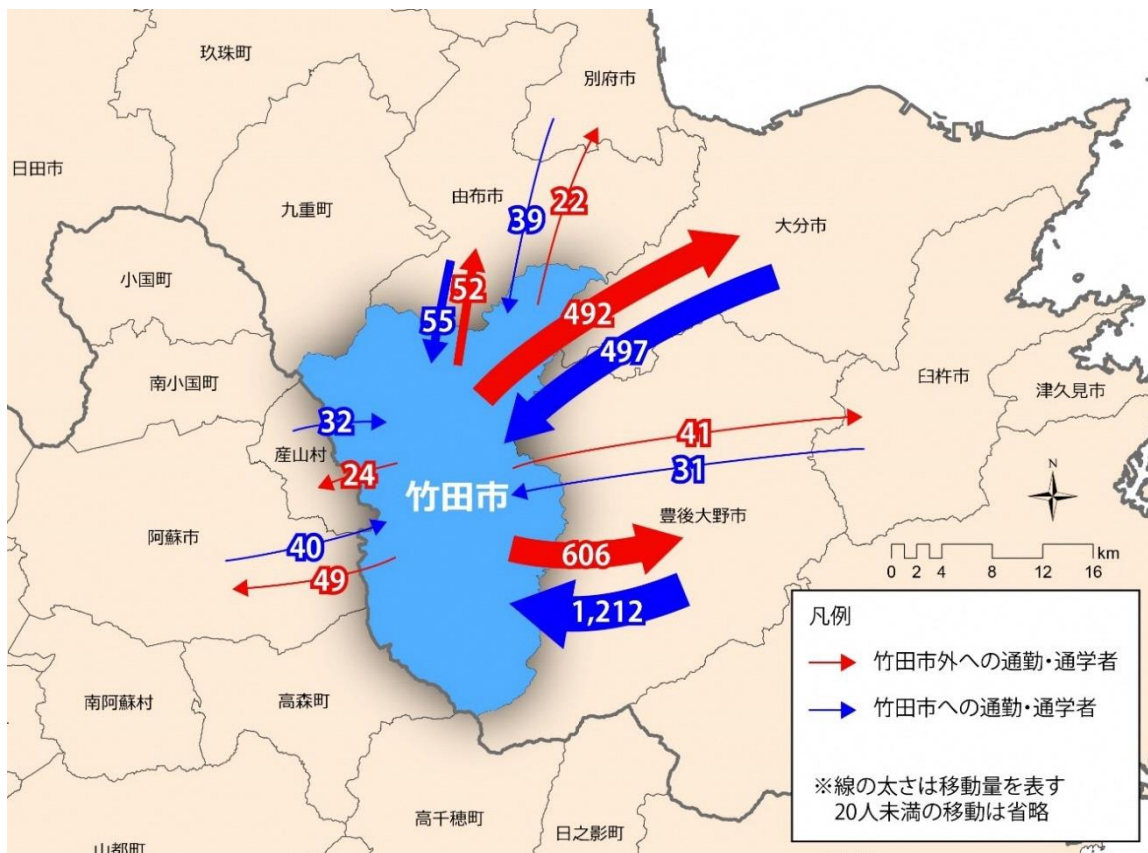 玖珠町
別府市
日田市
九重町
由布市
39
22
大分市
小国町
55
52
492
497
南小国町
臼杵市
津久見市
32
41
産山村
24
31
竹田市
N
豊後大野市
阿蘇市
40
49
606
1,212
km
0 2 4 8 12 16
凡例
竹田市外への通勤・通学者
竹田市への通勤・通学者
※線の太さは移動量を表す
20人未満の移動は省略
南阿蘇村
高森町
高千穂町
日之影町
山都町